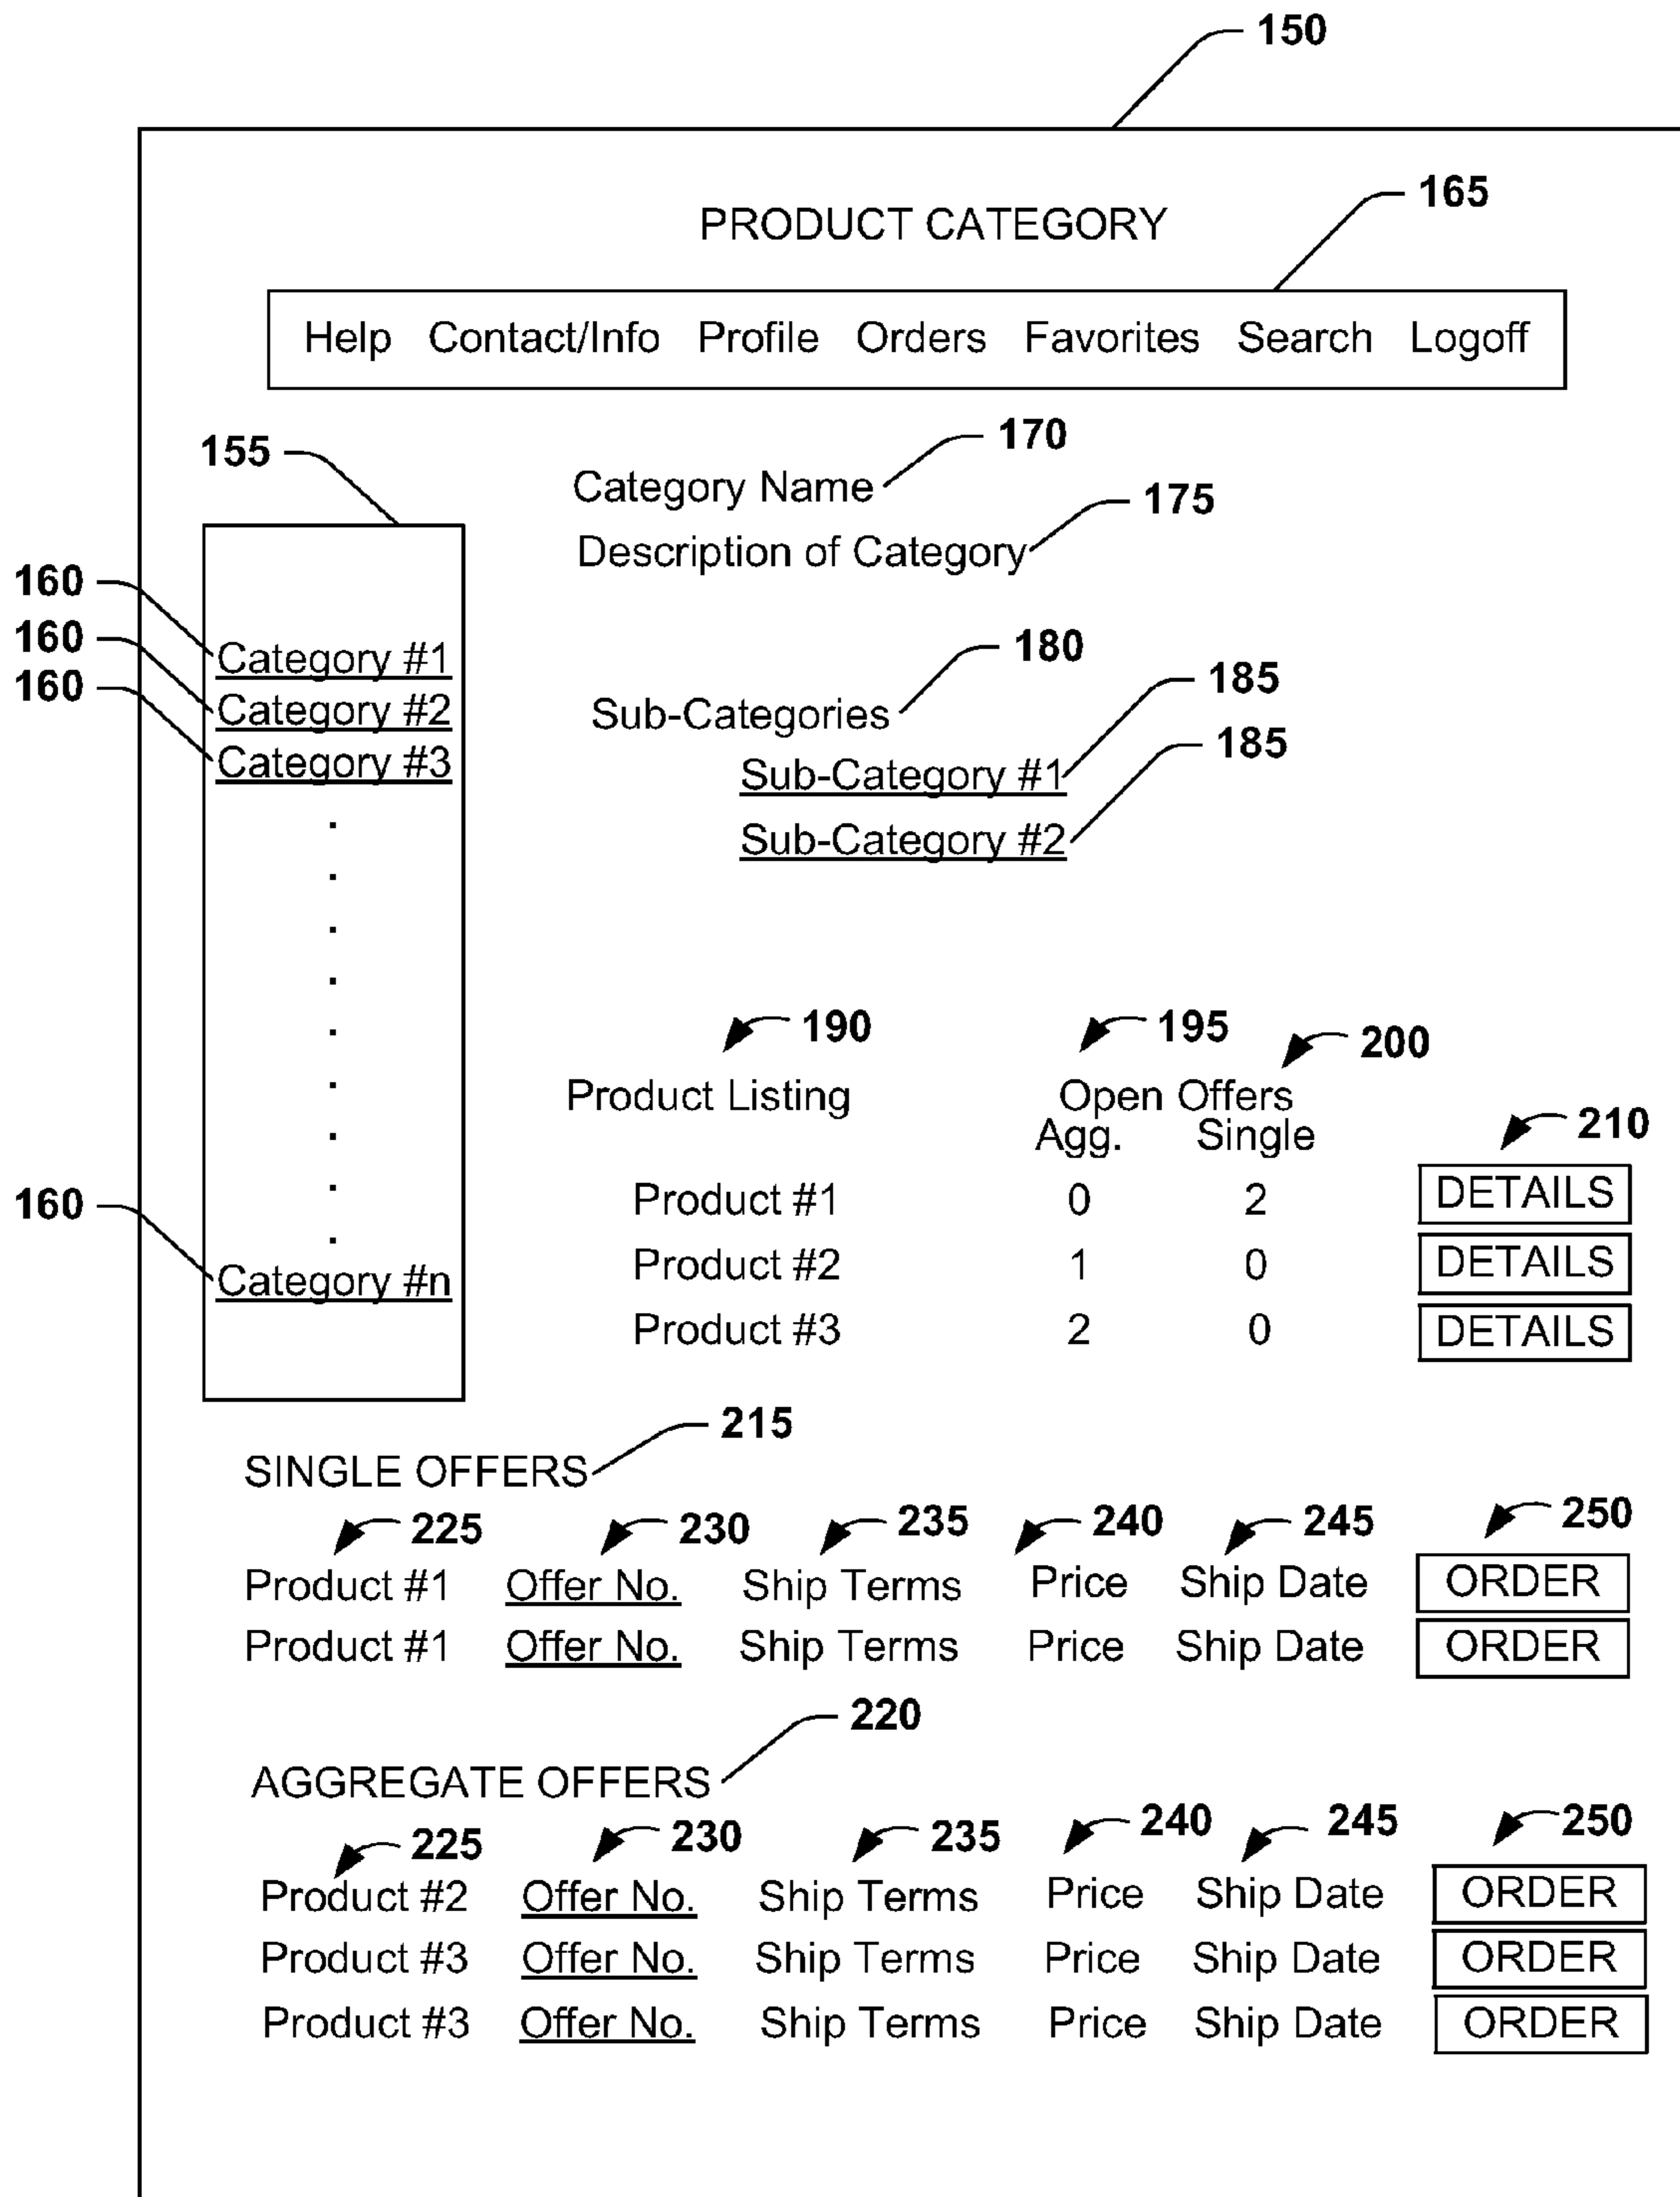 150
PRODUCT CATEGORY
165
Help Contact/Info Profile Orders Favorites Search Logoff
170
155
Category Name
175
Description of Category
160
160
160
Category #1
Category #2
Category #3
.
.
.
.
.
.
.
.
.
160
Category #n
180
Sub-Categories
185
185
Sub-Category #1
Sub-Category #2
190 195 200
Product Listing Open Offers
Agg. Single
210
Product #1 0 2 DETAILS
Product #2 1 0 DETAILS
Product #3 2 0 DETAILS
215
SINGLE OFFERS
225 230 235 240 245 250
Product #1 Offer No. Ship Terms Price Ship Date ORDER
Product #1 Offer No. Ship Terms Price Ship Date ORDER
220
AGGREGATE OFFERS
225 230 235 240 245 250
Product #2 Offer No. Ship Terms Price Ship Date ORDER
Product #3 Offer No. Ship Terms Price Ship Date ORDER
Product #3 Offer No. Ship Terms Price Ship Date ORDER